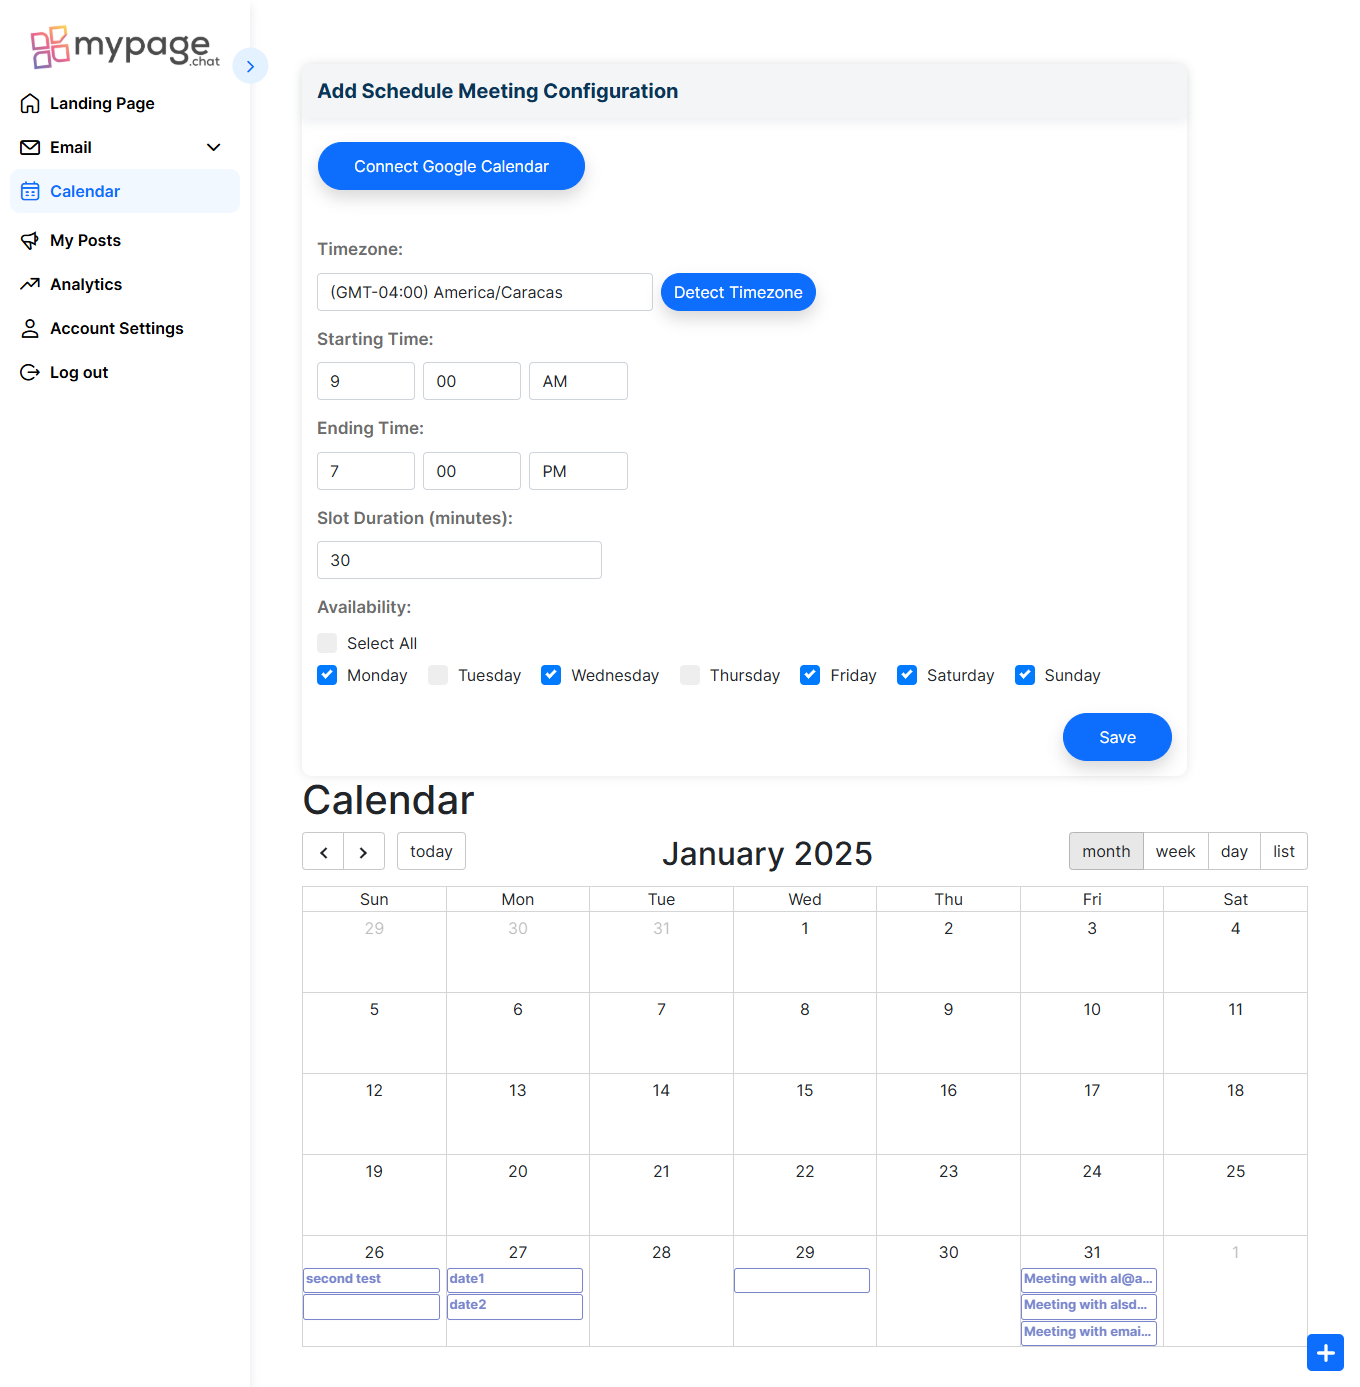 mypage
.chat
Landing Page
Email
Calendar
My Posts
Analytics
Account Settings
Log out
Add Schedule Meeting Configuration
Connect Google Calendar
Timezone:
(GMT-04:00) America/Caracas
Detect Timezone
Starting Time:
9 00 AM
Ending Time:
7 00 PM
Slot Duration (minutes):
30
Availability:
Select All
Monday Tuesday Wednesday Thursday Friday Saturday Sunday
Save
Calendar
today January 2025 month week day list
Sun Mon Tue Wed Thu Fri Sat
29 30 31 1 2 3 4
5 6 7 8 9 10 11
12 13 14 15 16 17 18
19 20 21 22 23 24 25
26 27 28 29 30 31 1
second test date1 Meeting with al@a...
date2 Meeting with alsd...
Meeting with emai...